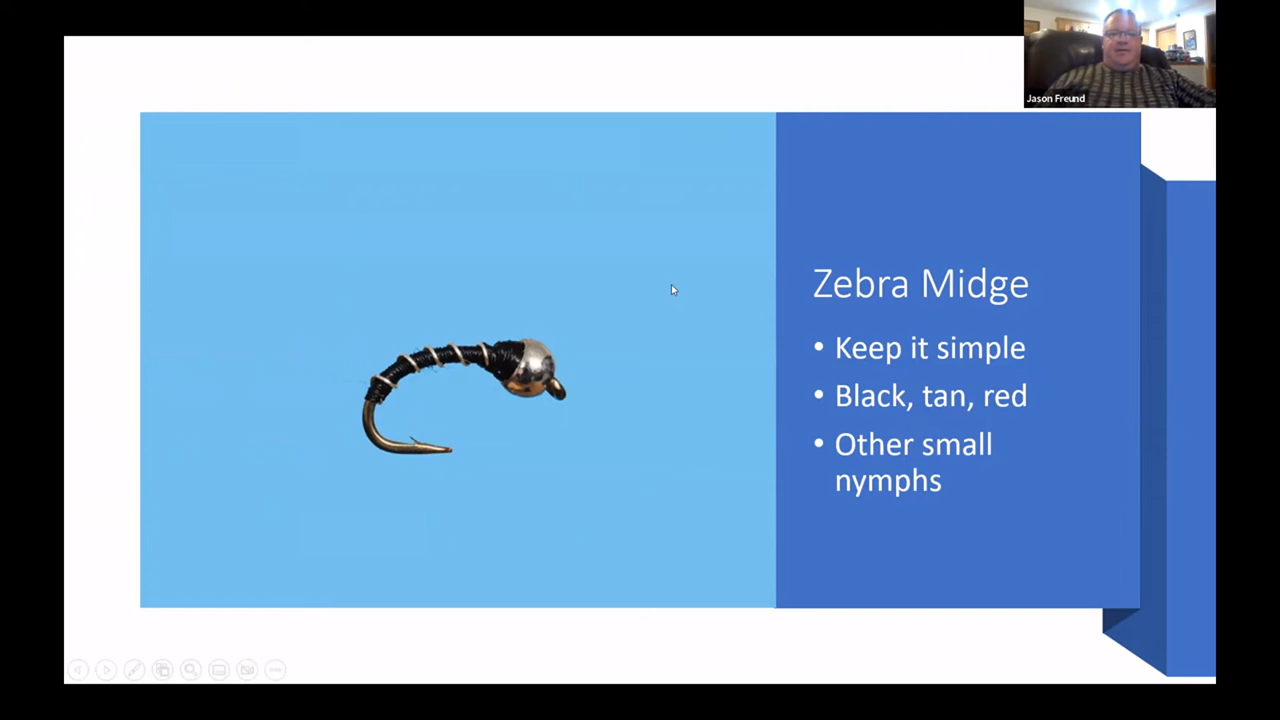 Jason Freund
Zebra Midge
• Keep it simple
• Black, tan, red
• Other small
nymphs